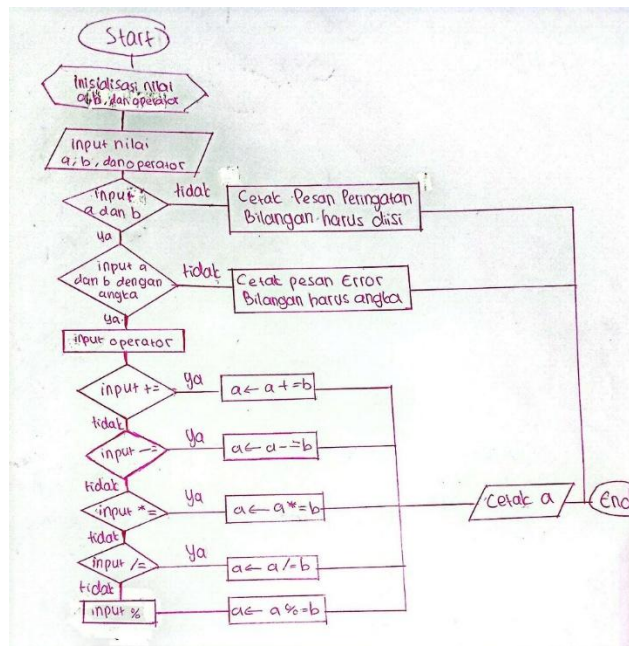 Start
inisialisasi nilai
a,b, dan operator
input nilai
a, b, dan operator
input
a dan b
tidak
Cetak Pesan Peringatan
Bilangan harus diisi
ya
input a
dan b dengan
angka
tidak
Cetak pesan Error
Bilangan harus angka
ya
input operator
input +=
ya
a ← a+=b
tidak
input -=
ya
a ← a-=b
tidak
input *=
ya
a ← a*=b
Cetak a
End
tidak
input /=
ya
a ← a/=b
tidak
input %
a ← a%=b